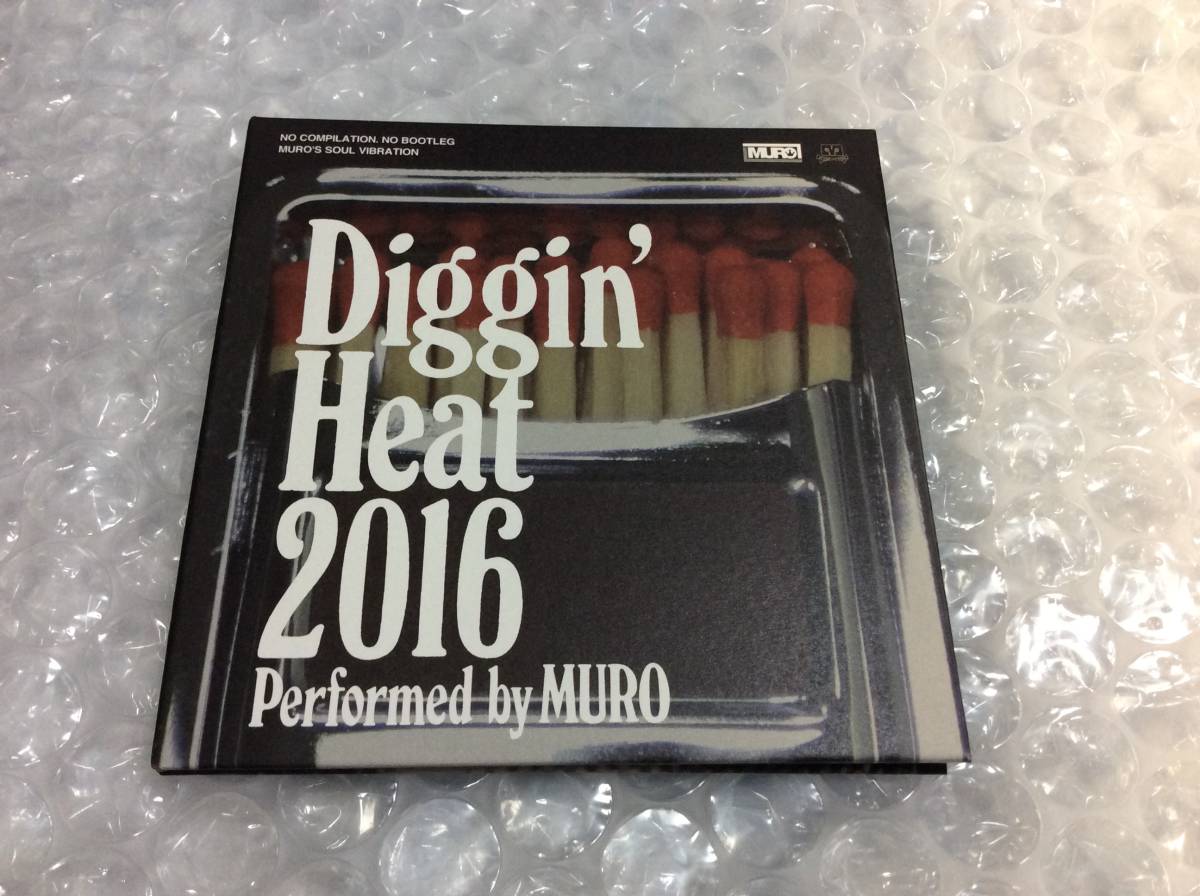 NO COMPILATION. NO BOOTLEG
MURO'S SOUL VIBRATION
MURO
Diggin'
Heat
2016
Performed by MURO